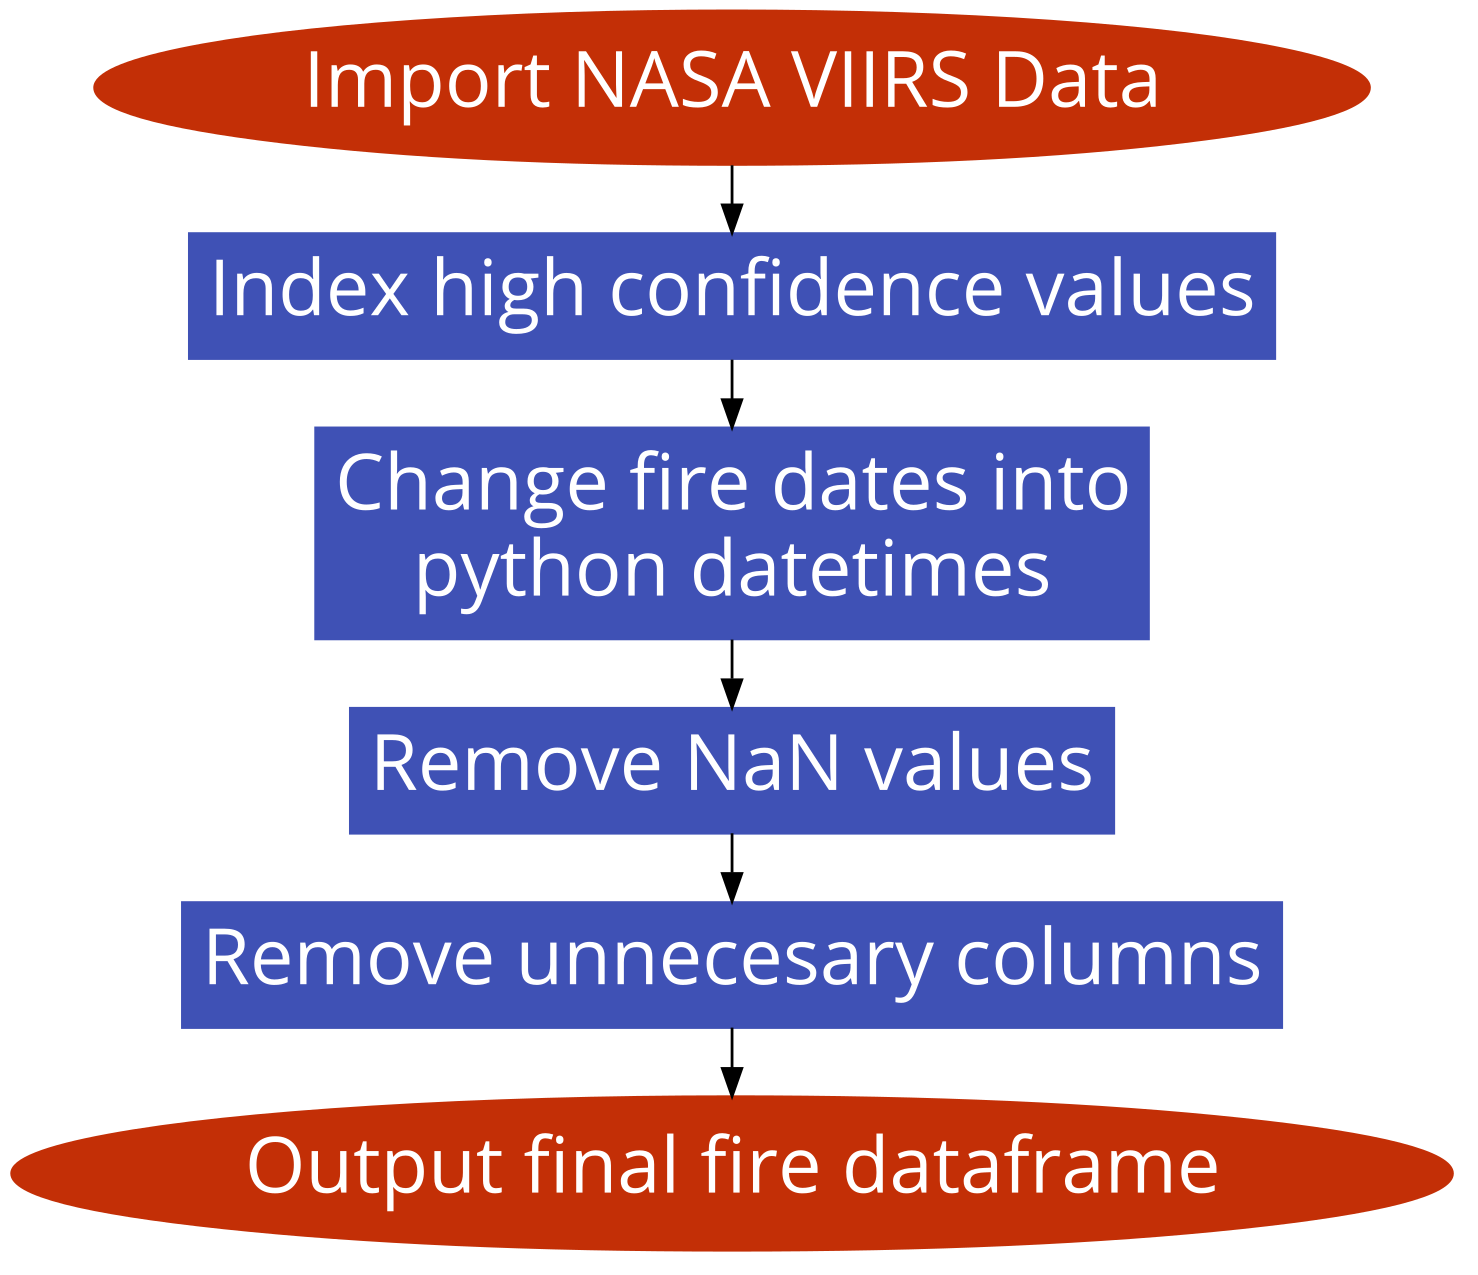 Import NASA VIIRS Data
Index high confidence values
Change fire dates into
python datetimes
Remove NaN values
Remove unnecesary columns
Output final fire dataframe